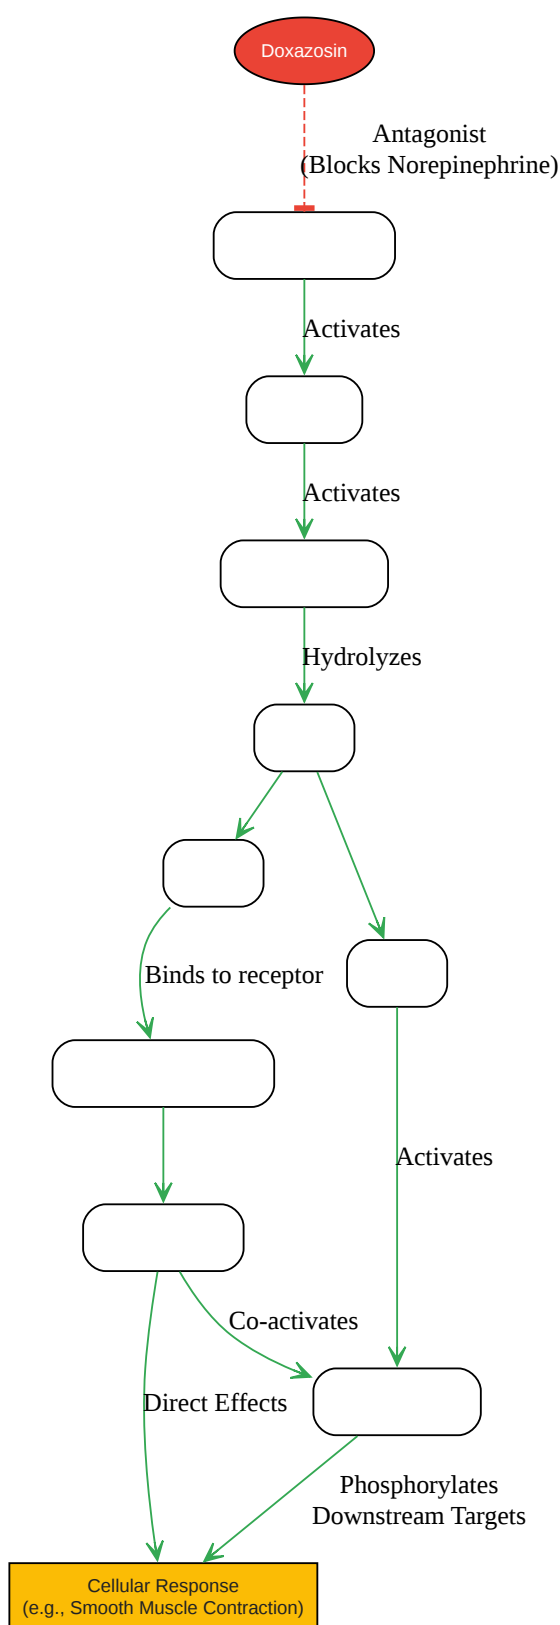 Doxazosin
Antagonist
(Blocks Norepinephrine)
Activates
Activates
Hydrolyzes
Binds to receptor
Activates
Co-activates
Direct Effects
Phosphorylates
Downstream Targets
Cellular Response
(e.g., Smooth Muscle Contraction)